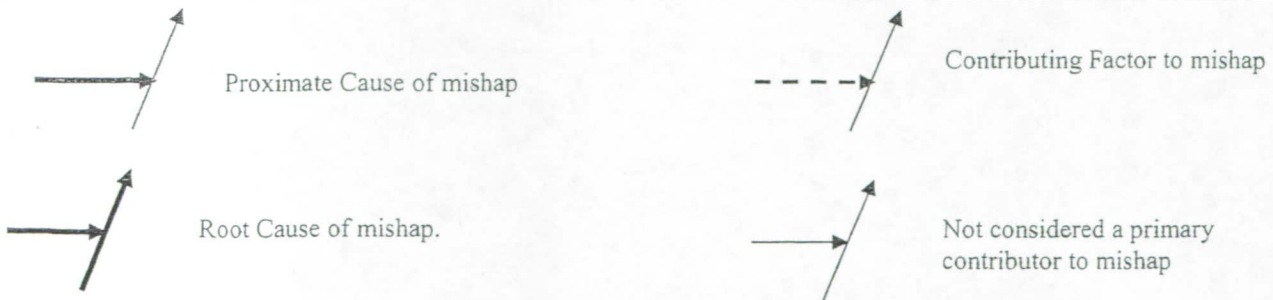 Proximate Cause of mishap
Contributing Factor to mishap
Root Cause of mishap.
Not considered a primary
contributor to mishap